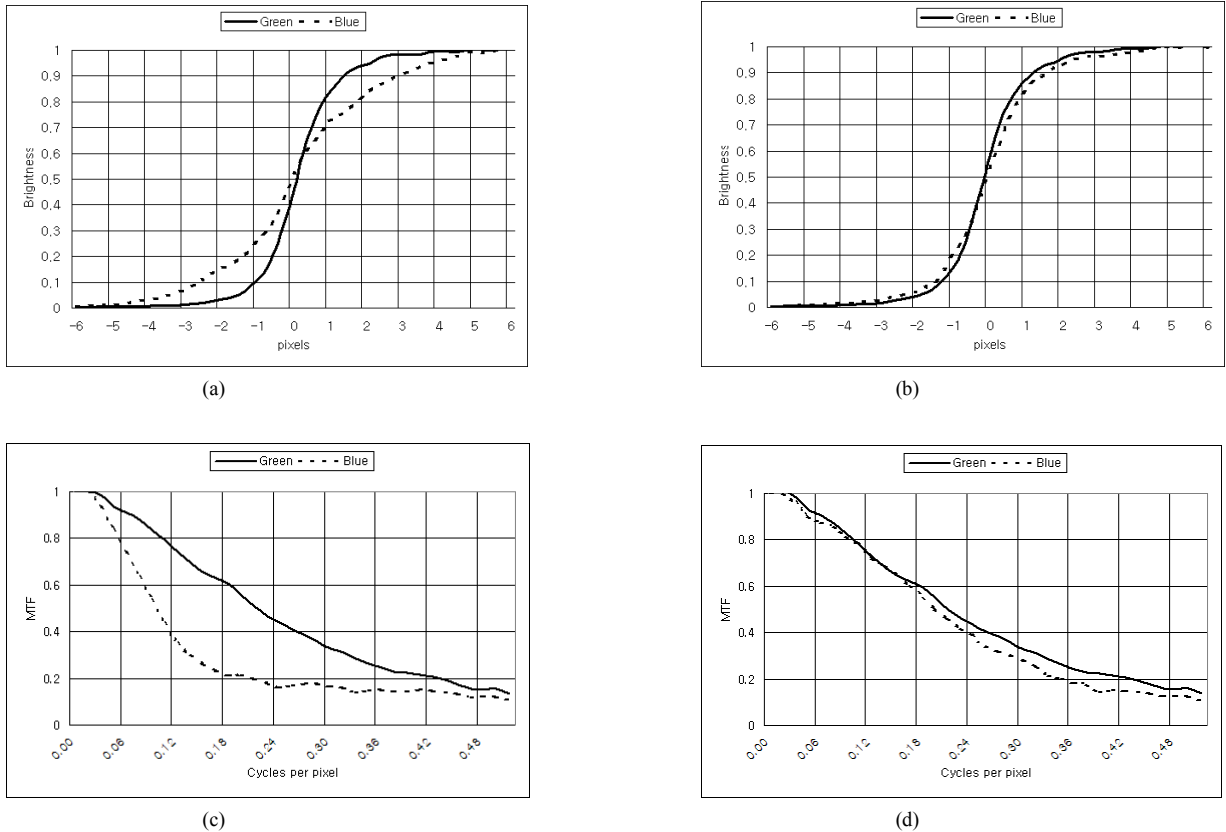 Green Blue
1
0,9
0,8
0,7
0,6
0,5
0,4
0,3
0,2
0,1
0
Brightness
-6 -5 -4 -3 -2 -1 0 1 2 3 4 5 6
pixels
(a)
Green Blue
1
0,9
0,8
0,7
0,6
0,5
0,4
0,3
0,2
0,1
0
Brightness
-6 -5 -4 -3 -2 -1 0 1 2 3 4 5 6
pixels
(b)
Green Blue
1
0,8
0,6
0,4
0,2
0
MTF
0,00 0,06 0,12 0,18 0,24 0,30 0,36 0,42 0,48
Cycles per pixel
(c)
Green Blue
1
0,8
0,6
0,4
0,2
0
MTF
0,00 0,06 0,12 0,18 0,24 0,30 0,36 0,42 0,48
Cycles per pixel
(d)